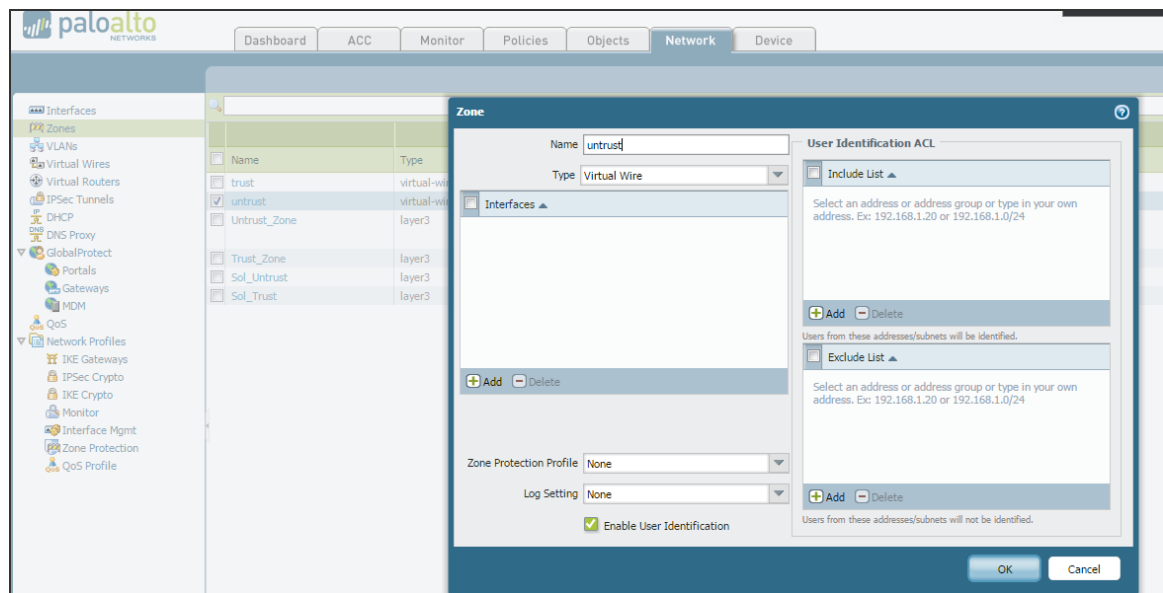 paloalto
NETWORKS
Dashboard
ACC
Monitor
Policies
Objects
Network
Device
Interfaces
Zones
VLANs
Virtual Wires
Virtual Routers
IPSec Tunnels
DHCP
DNS Proxy
GlobalProtect
Portals
Gateways
MDM
QoS
Network Profiles
IKE Gateways
IPSec Crypto
IKE Crypto
Monitor
Interface Mgmt
Zone Protection
QoS Profile
Name Type
trust virtual-wi
untrust virtual-wi
Untrust_Zone layer3
Trust_Zone layer3
Sol_Untrust layer3
Sol_Trust layer3
Zone
Name untrust
Type Virtual Wire
Interfaces
Add Delete
Zone Protection Profile None
Log Setting None
Enable User Identification
User Identification ACL
Include List
Select an address or address group or type in your own
address. Ex: 192.168.1.20 or 192.168.1.0/24
Add Delete
Users from these addresses/subnets will be identified.
Exclude List
Select an address or address group or type in your own
address. Ex: 192.168.1.20 or 192.168.1.0/24
Add Delete
Users from these addresses/subnets will not be identified.
OK Cancel